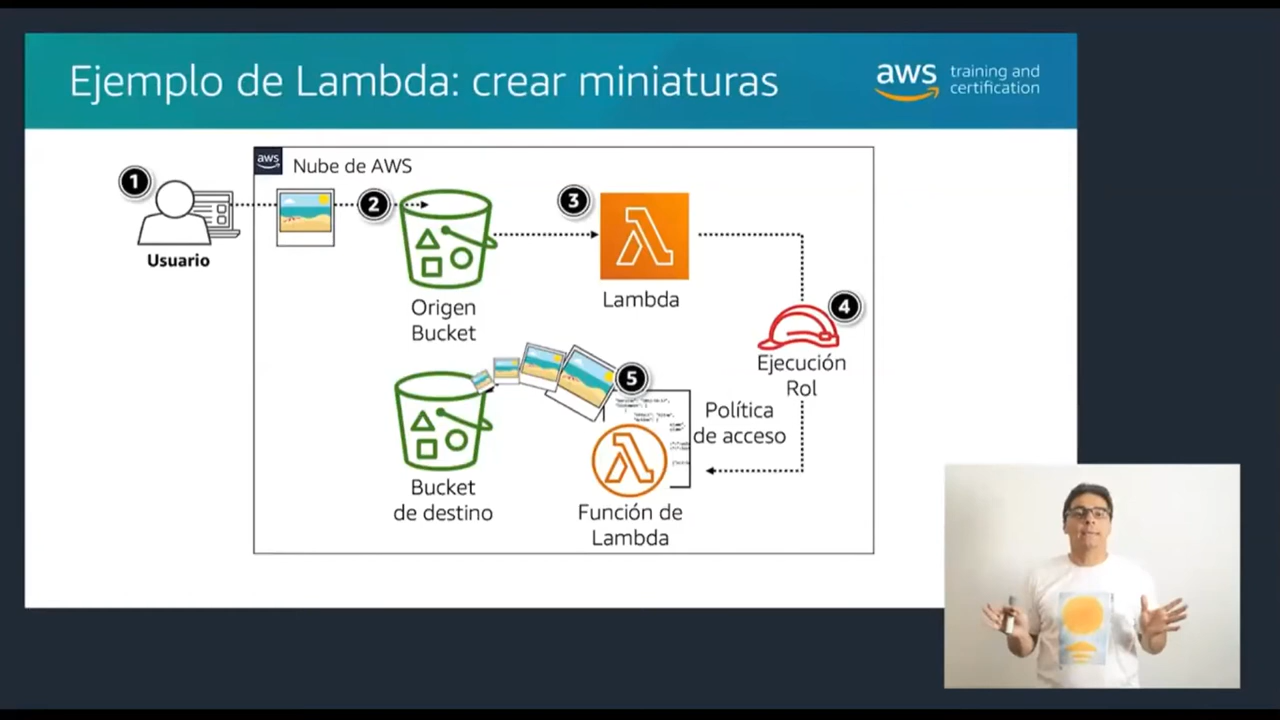 Ejemplo de Lambda: crear miniaturas
aws
training and
certification
aws
Nube de AWS
1
2
3
Usuario
Origen
Bucket
Lambda
4
Ejecución
Rol
5
Política
de acceso
Bucket
de destino
Función de
Lambda